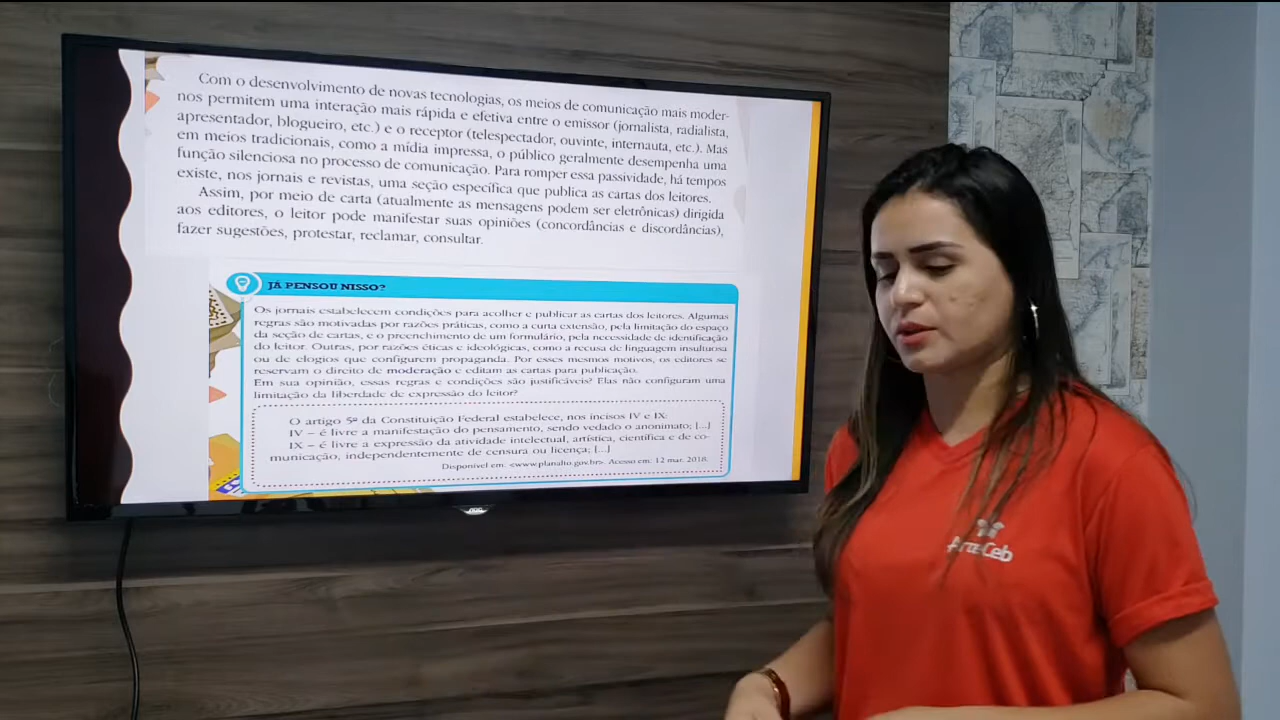 Com o desenvolvimento de novas tecnologias, os meios de comunicação mais moder-
nos permitem uma interação mais rápida e efetiva entre o emissor (jornalista, radialista,
apresentador, blogueiro, etc.) e o receptor (telespectador, ouvinte, internauta, etc.). Mas
em meios tradicionais, como a mídia impressa, o público geralmente desempenha uma
função silenciosa no processo de comunicação. Para romper essa passividade, há tempos
existe, nos jornais e revistas, uma seção específica que publica as cartas dos leitores.
Assim, por meio de carta (atualmente as mensagens podem ser eletrônicas) dirigida
aos editores, o leitor pode manifestar suas opiniões (concordâncias e discordâncias),
fazer sugestões, protestar, reclamar, consultar.
JÁ PENSOU NISSO?
Os jornais estabelecem condições para acolher e publicar as cartas dos leitores. Algumas
regras são motivadas por razões práticas, como a curta extensão, pela limitação do espaço
da seção de cartas, e o preenchimento de um formulário, pela necessidade de identificação
do leitor. Outras, por razões éticas e ideológicas, como a recusa de linguagem insultuosa
ou de elogios que configurem propaganda. Por esses mesmos motivos, os editores se
reservam o direito de moderação e editam as cartas para publicação.
Em sua opinião, essas regras e condições são justificáveis? Elas não configuram uma
limitação da liberdade de expressão do leitor?
O artigo 5º da Constituição Federal estabelece, nos incisos IV e IX:
IV – é livre a manifestação do pensamento, sendo vedado o anonimato; [...]
IX – é livre a expressão da atividade intelectual, artística, científica e de co-
municação, independentemente de censura ou licença; [...]
Disponível em: <www.planalto.gov.br>. Acesso em: 12 mar. 2018.
AOC
Ceb